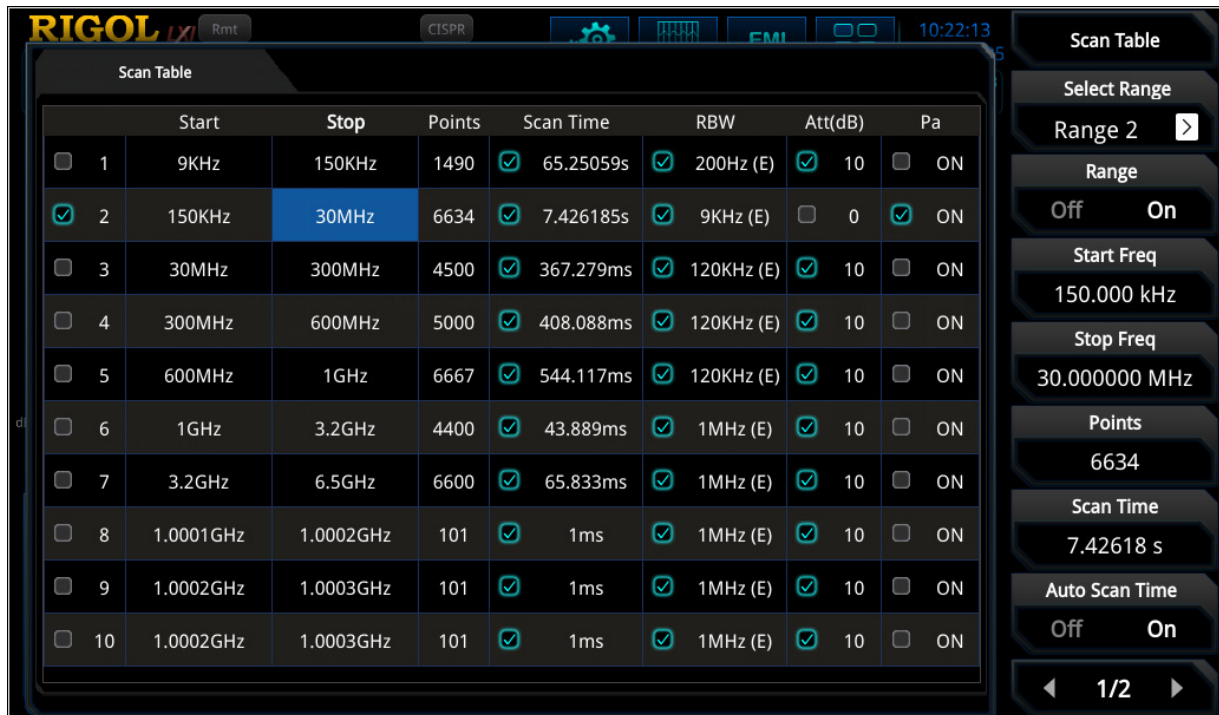 RIGOL LXI Rmt CISPR EMI 10:22:13
Scan Table
Start Stop Points Scan Time RBW Att(dB) Pa
1 9KHz 150KHz 1490 65.25059s 200Hz (E) 10 ON
2 150KHz 30MHz 6634 7.426185s 9KHz (E) 0 ON
3 30MHz 300MHz 4500 367.279ms 120KHz (E) 10 ON
4 300MHz 600MHz 5000 408.088ms 120KHz (E) 10 ON
5 600MHz 1GHz 6667 544.117ms 120KHz (E) 10 ON
6 1GHz 3.2GHz 4400 43.889ms 1MHz (E) 10 ON
7 3.2GHz 6.5GHz 6600 65.833ms 1MHz (E) 10 ON
8 1.0001GHz 1.0002GHz 101 1ms 1MHz (E) 10 ON
9 1.0002GHz 1.0003GHz 101 1ms 1MHz (E) 10 ON
10 1.0002GHz 1.0003GHz 101 1ms 1MHz (E) 10 ON
Scan Table
Select Range
Range 2
Range
Off On
Start Freq
150.000 kHz
Stop Freq
30.000000 MHz
Points
6634
Scan Time
7.42618 s
Auto Scan Time
Off On
1/2